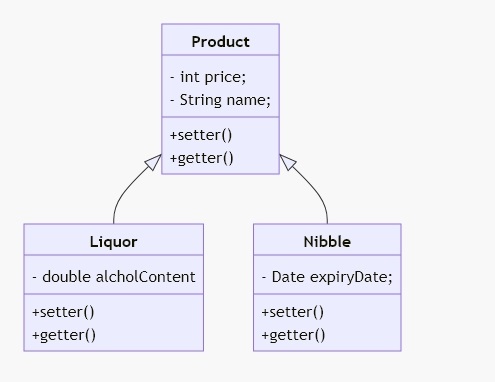 Product
- int price;
- String name;
+setter()
+getter()
Liquor
- double alcholContent
+setter()
+getter()
Nibble
- Date expiryDate;
+setter()
+getter()